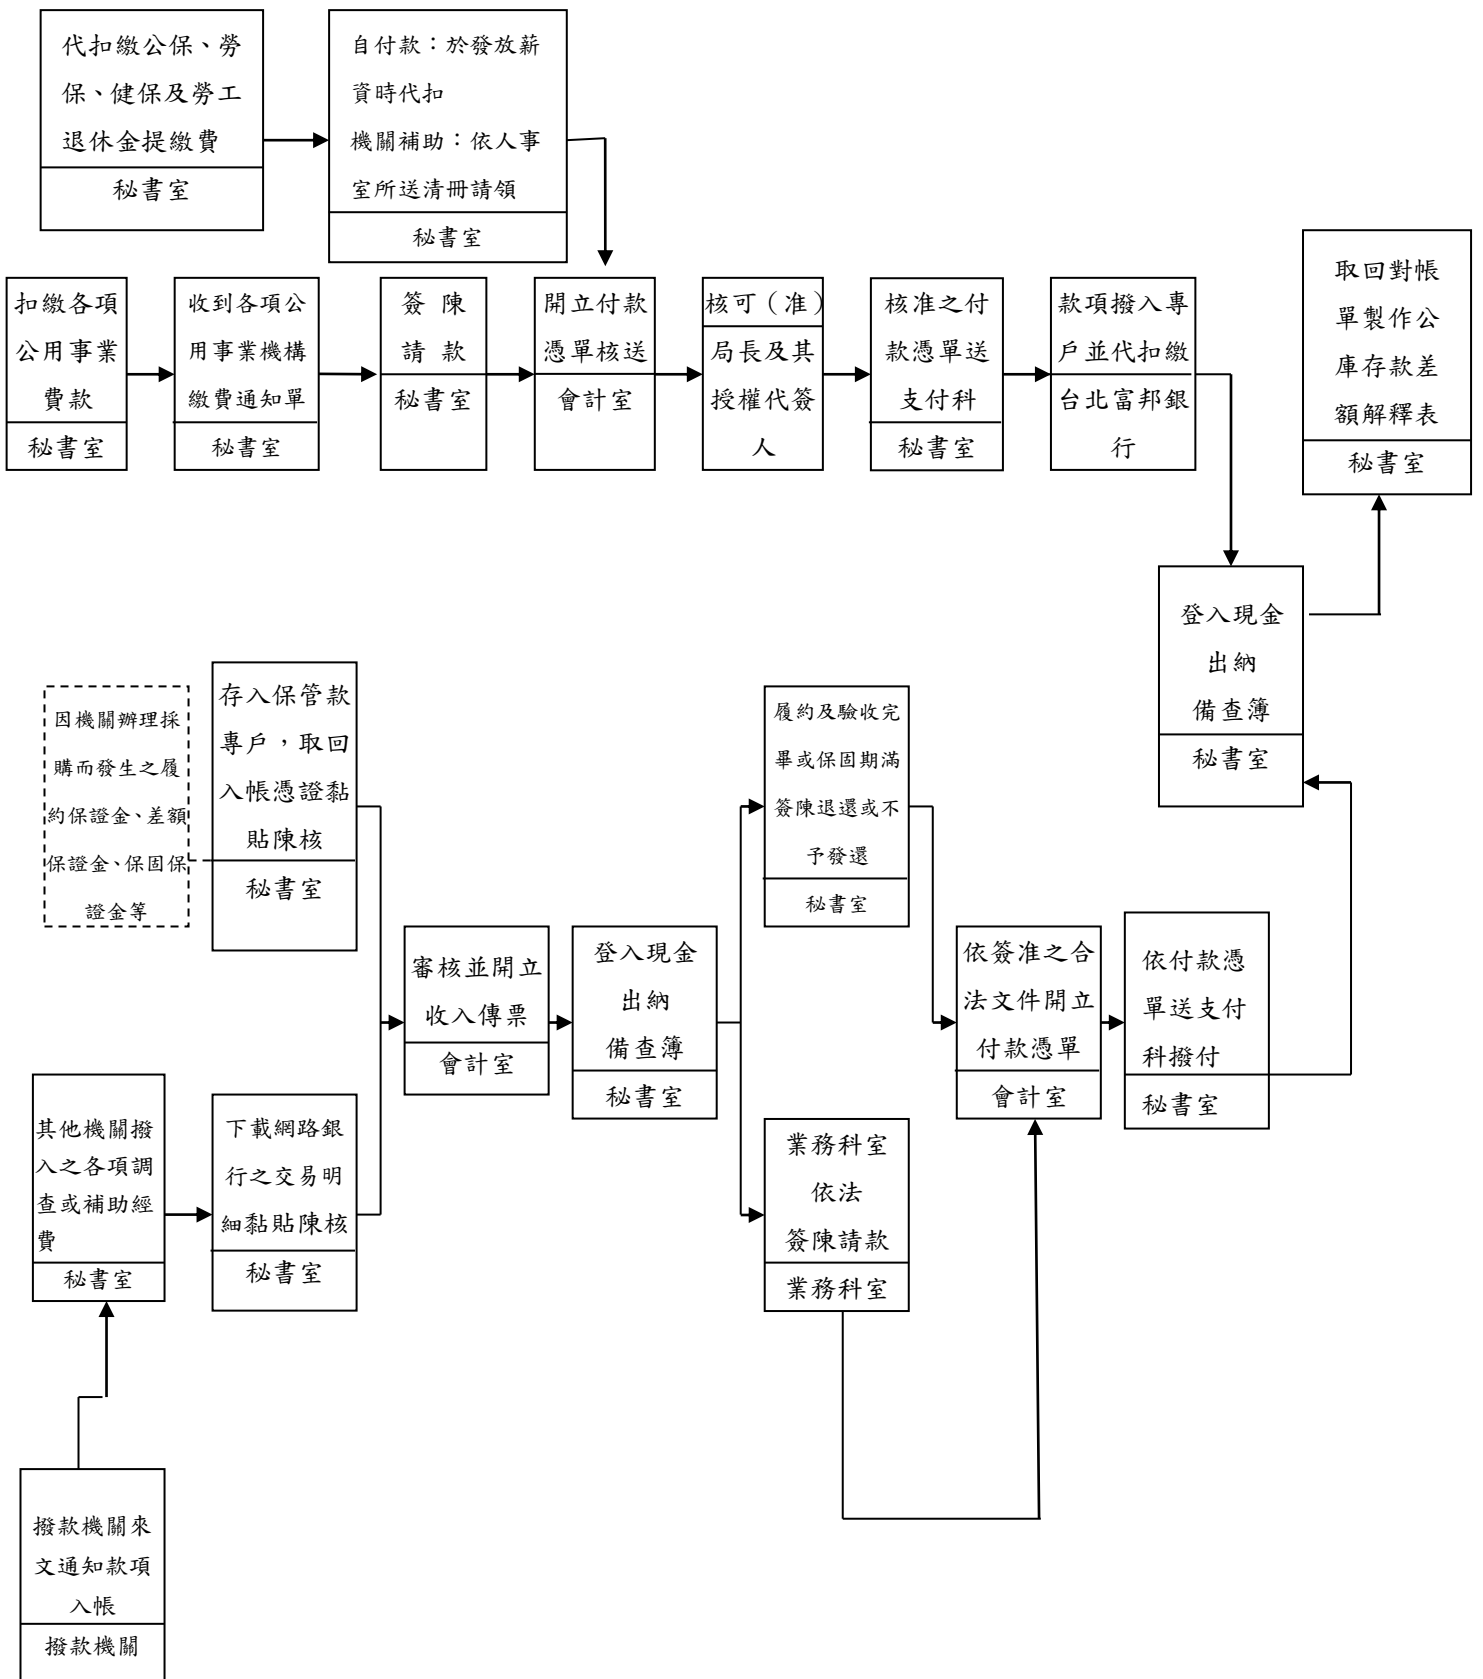 代扣繳公保、勞
保、健保及勞工
退休金提繳費
秘書室
自付款：於發放薪
資時代扣
機關補助：依人事
室所送清冊請領
秘書室
扣繳各項
公用事業
費款
秘書室
收到各項公
用事業機構
繳費通知單
秘書室
簽 陳
請 款
秘書室
開立付款
憑單核送
會計室
核可（准）
局長及其
授權代簽
人
核准之付
款憑單送
支付科
秘書室
款項撥入專
戶並代扣繳
台北富邦銀
行
取回對帳
單製作公
庫存款差
額解釋表
秘書室
登入現金
出納
備查簿
秘書室
因機關辦理採
購而發生之履
約保證金、差額
保證金、保固保
證金等
存入保管款
專戶，取回
入帳憑證黏
貼陳核
秘書室
審核並開立
收入傳票
會計室
登入現金
出納
備查簿
秘書室
履約及驗收完
畢或保固期滿
簽陳退還或不
予發還
秘書室
依簽准之合
法文件開立
付款憑單
會計室
依付款憑
單送支付
科撥付
秘書室
其他機關撥
入之各項調
查或補助經
費
秘書室
下載網路銀
行之交易明
細黏貼陳核
秘書室
業務科室
依法
簽陳請款
業務科室
撥款機關來
文通知款項
入帳
撥款機關